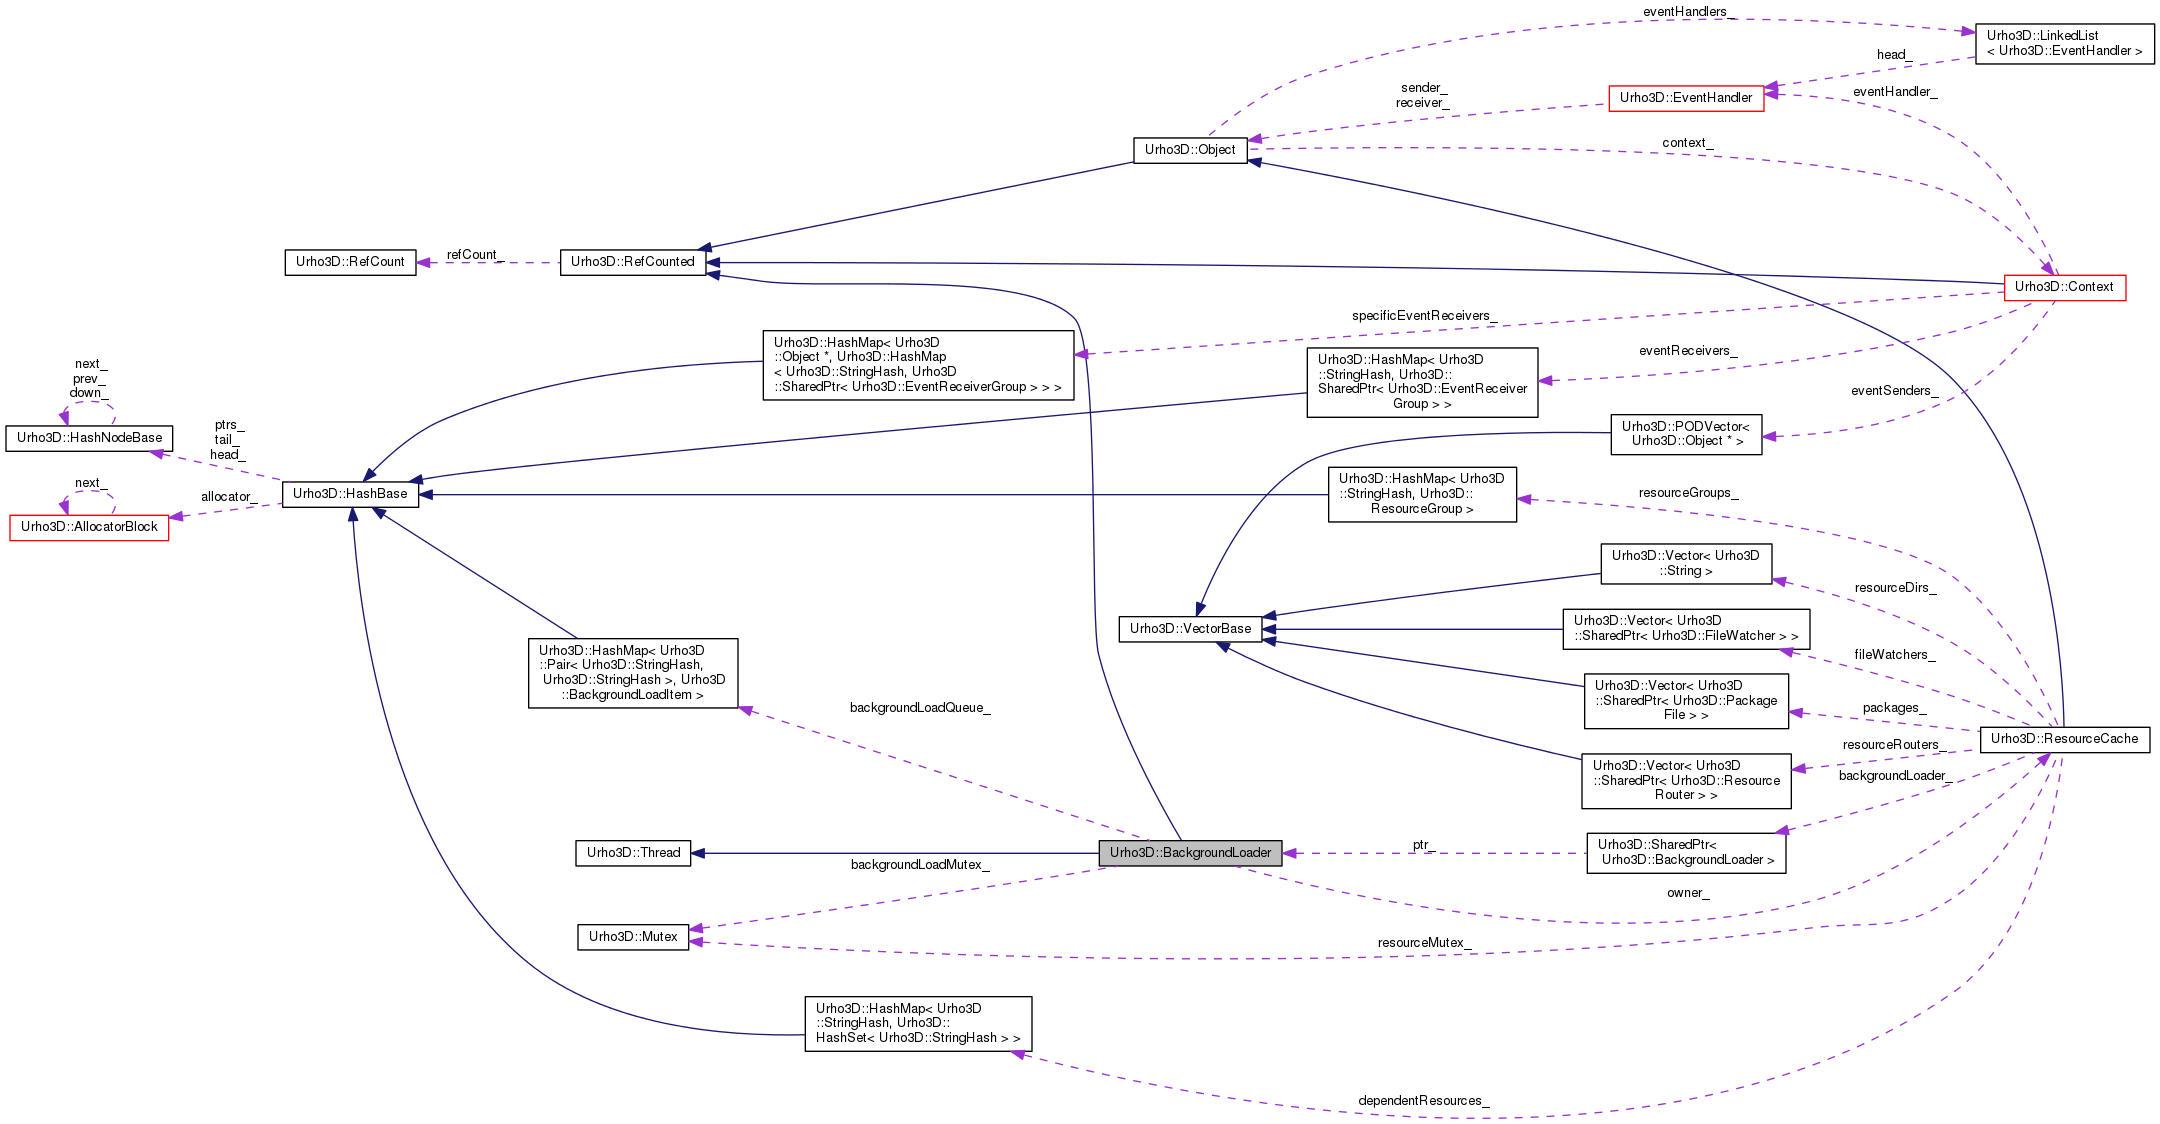 eventHandlers_
Urho3D::LinkedList
< Urho3D::EventHandler >
head_
sender_
receiver_
Urho3D::EventHandler
eventHandler_
Urho3D::Object
context_
Urho3D::RefCount
refCount_
Urho3D::RefCounted
Urho3D::Context
specificEventReceivers_
Urho3D::HashMap< Urho3D
::Object *, Urho3D::HashMap
< Urho3D::StringHash, Urho3D
::SharedPtr< Urho3D::EventReceiverGroup > > >
eventReceivers_
Urho3D::HashMap< Urho3D
::StringHash, Urho3D::
SharedPtr< Urho3D::EventReceiver
Group > >
eventSenders_
next_
prev_
down_
Urho3D::HashNodeBase
ptrs_
tail_
head_
Urho3D::PODVector<
Urho3D::Object * >
next_
Urho3D::AllocatorBlock
allocator_
Urho3D::HashBase
Urho3D::HashMap< Urho3D
::StringHash, Urho3D::
ResourceGroup >
resourceGroups_
Urho3D::Vector< Urho3D
::String >
resourceDirs_
Urho3D::VectorBase
Urho3D::Vector< Urho3D
::SharedPtr< Urho3D::FileWatcher > >
fileWatchers_
Urho3D::HashMap< Urho3D
::Pair< Urho3D::StringHash,
Urho3D::StringHash >, Urho3D
::BackgroundLoadItem >
backgroundLoadQueue_
Urho3D::Vector< Urho3D
::SharedPtr< Urho3D::Package
File > >
packages_
Urho3D::ResourceCache
Urho3D::Vector< Urho3D
::SharedPtr< Urho3D::Resource
Router > >
resourceRouters_
backgroundLoader_
Urho3D::Thread
Urho3D::BackgroundLoader
ptr_
Urho3D::SharedPtr<
Urho3D::BackgroundLoader >
backgroundLoadMutex_
owner_
Urho3D::Mutex
resourceMutex_
Urho3D::HashMap< Urho3D
::StringHash, Urho3D::
HashSet< Urho3D::StringHash > >
dependentResources_